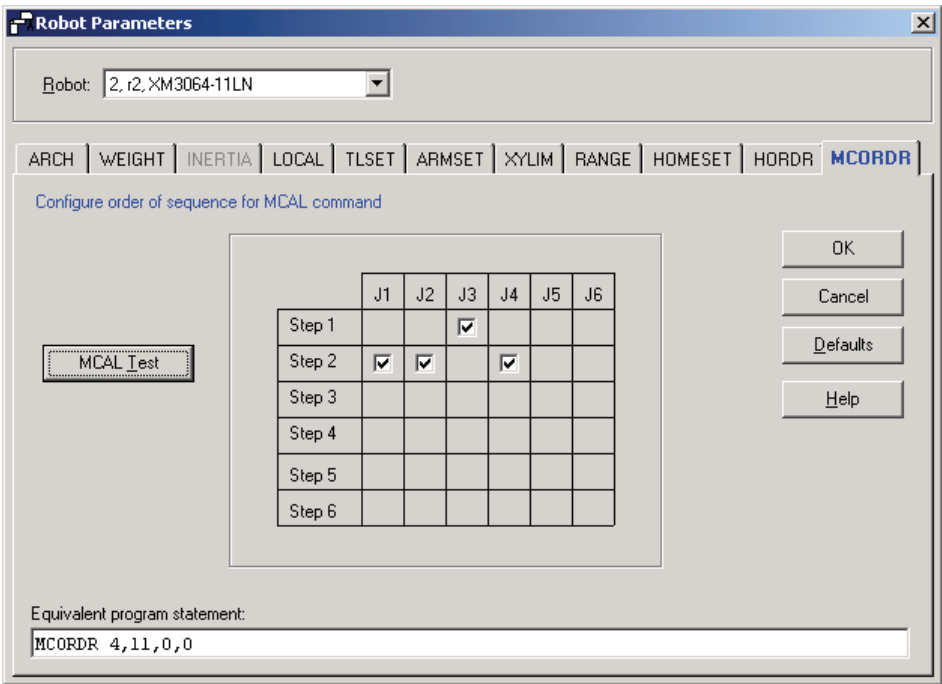 Robot Parameters
Robot: 2, r2, XM3064-11LN
ARCH WEIGHT INERTIA LOCAL TLSET ARMSET XYLIM RANGE HOMESET HORDR MCORDR
Configure order of sequence for MCAL command
OK
J1 J2 J3 J4 J5 J6
Cancel
Step 1
Defaults
MCAL Test
Step 2
Step 3
Help
Step 4
Step 5
Step 6
Equivalent program statement:
MCORDR 4,11,0,0